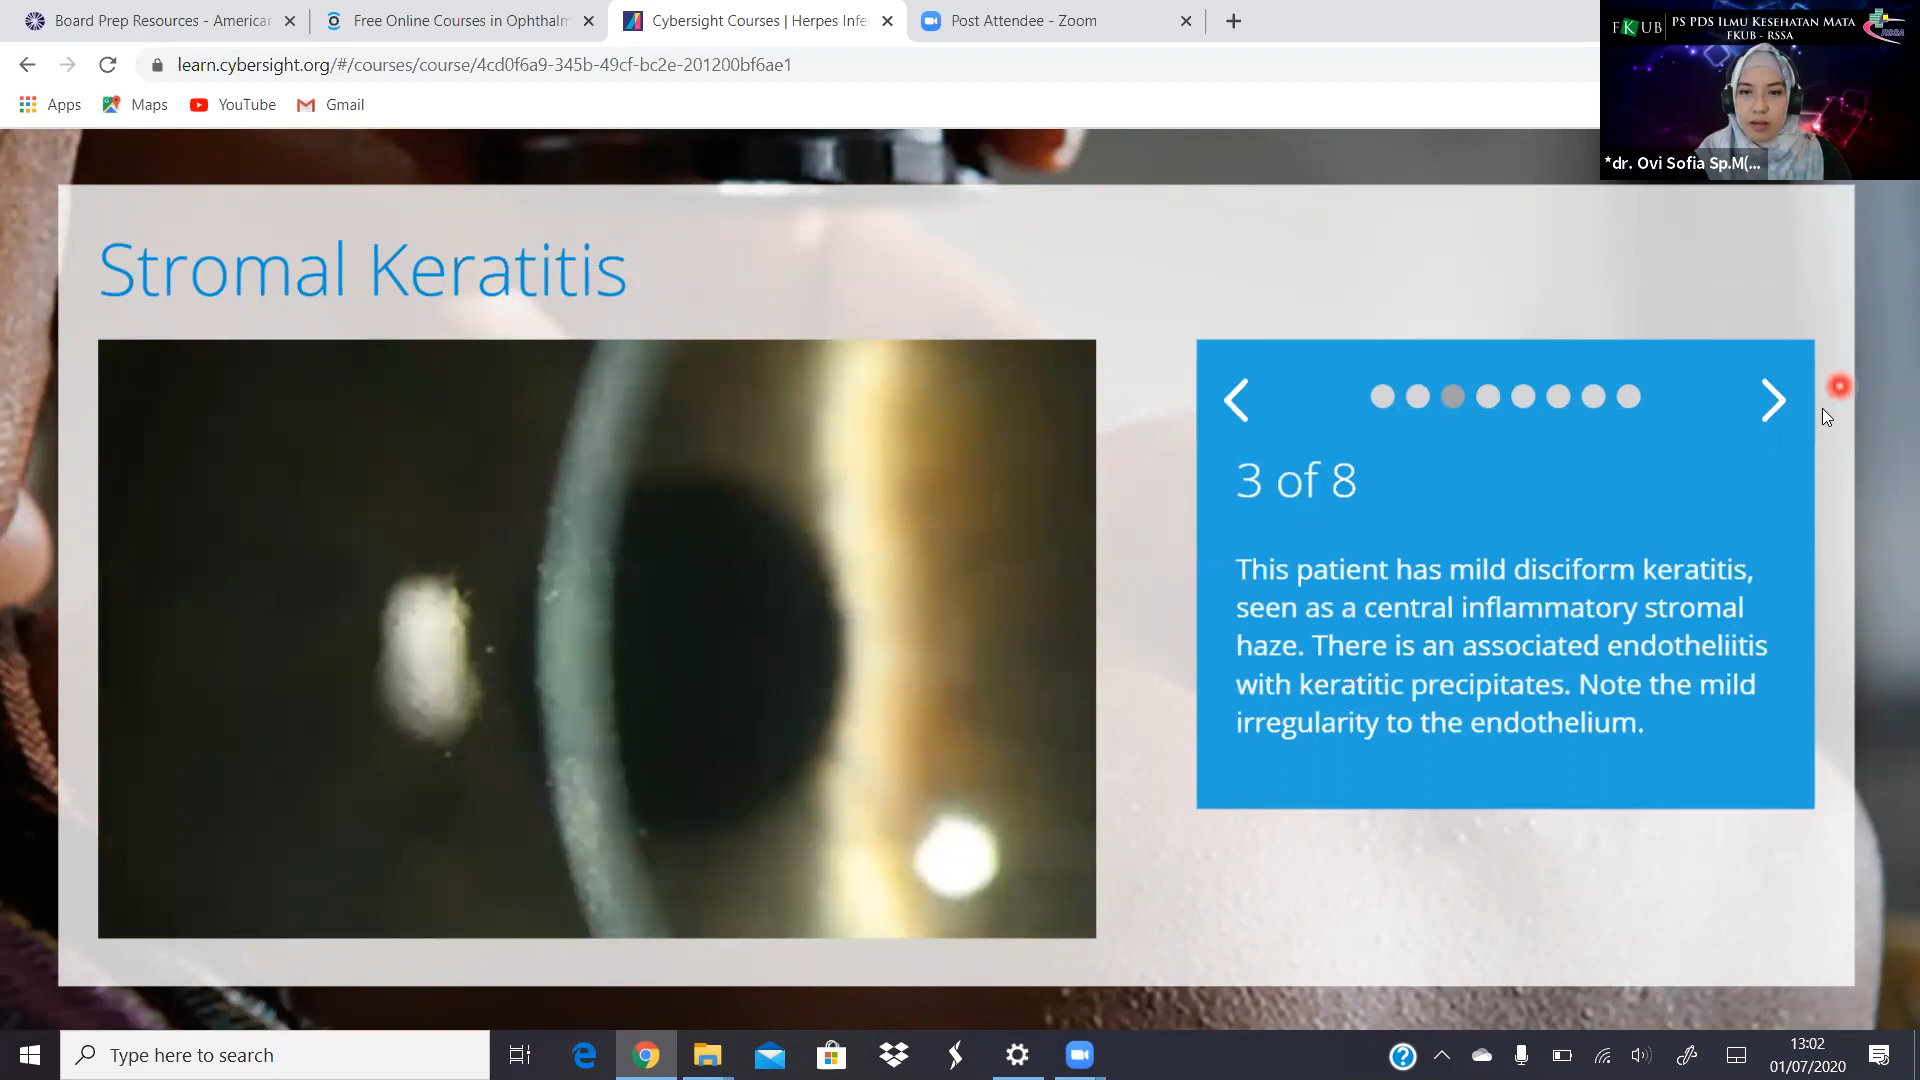 Board Prep Resources - America
Free Online Courses in Ophthalm
Cybersight Courses | Herpes Infe
Post Attendee - Zoom
learn.cybersight.org/#/courses/course/4cd0f6a9-345b-49cf-bc2e-201200bf6ae1
Apps
Maps
YouTube
Gmail
FKUB
PS PDS ILMU KESEHATAN MATA
FKUB - RSSA
*dr. Ovi Sofia Sp.M(...
Stromal Keratitis
3 of 8
This patient has mild disciform keratitis,
seen as a central inflammatory stromal
haze. There is an associated endotheliitis
with keratitic precipitates. Note the mild
irregularity to the endothelium.
Type here to search
13:02
01/07/2020